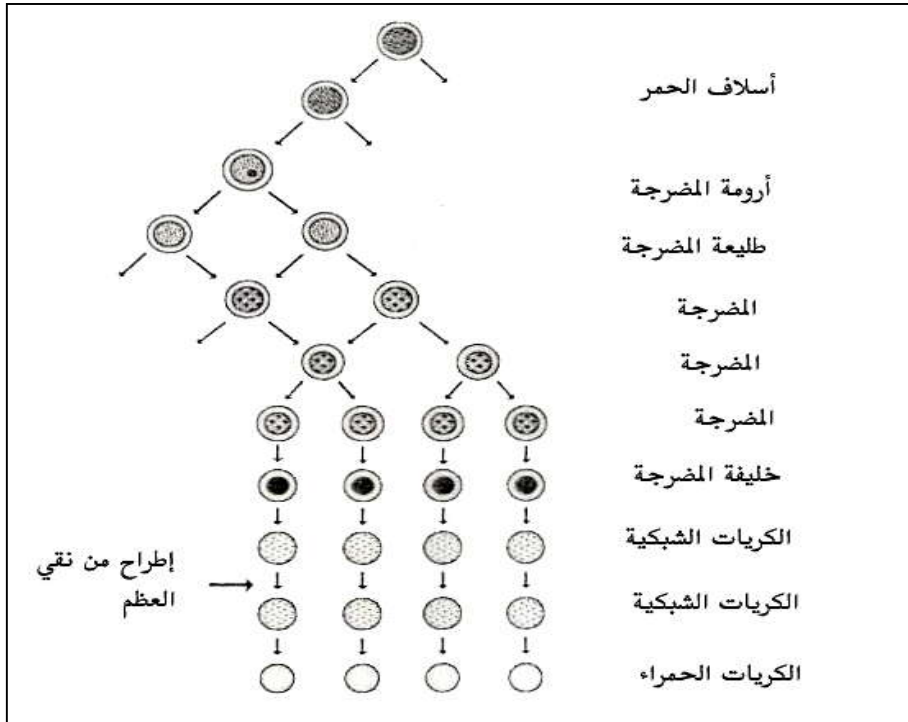 أسلاف الحمر
أرومة المضرجة
طليعة المضرجة
المضرجة
المضرجة
المضرجة
خليفة المضرجة
الكريات الشبكية
إطراح من نقي
العظم
الكريات الشبكية
الكريات الحمراء